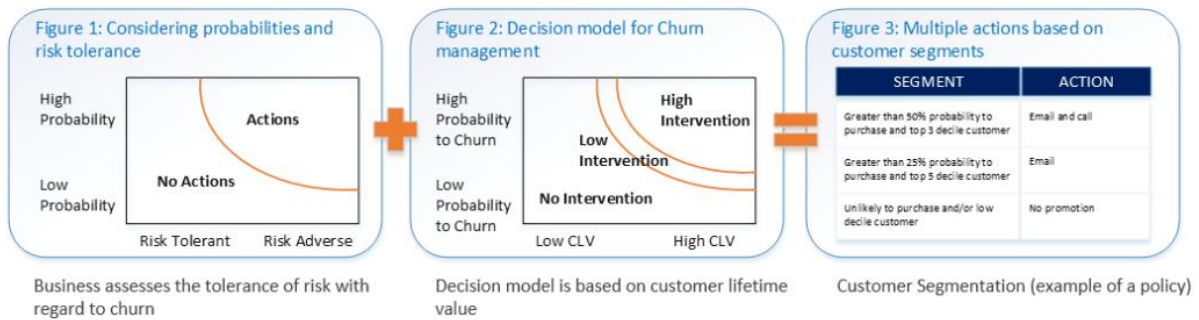 Figure 1: Considering probabilities and
risk tolerance
High
Probability
Actions
No Actions
Low
Probability
Risk Tolerant
Risk Adverse
Business assesses the tolerance of risk with
regard to churn
Figure 2: Decision model for Churn
management
High
Probability
to Churn
High
Intervention
Low
Intervention
Low
Probability
to Churn
No Intervention
Low CLV
High CLV
Decision model is based on customer lifetime
value
Figure 3: Multiple actions based on
customer segments
SEGMENT
ACTION
Greater than 50% probability to
purchase and top 3 decile customer
Email and call
Greater than 25% probability to
purchase and top 5 decile customer
Email
Unlikely to purchase and/or low
decile customer
No promotion
Customer Segmentation (example of a policy)